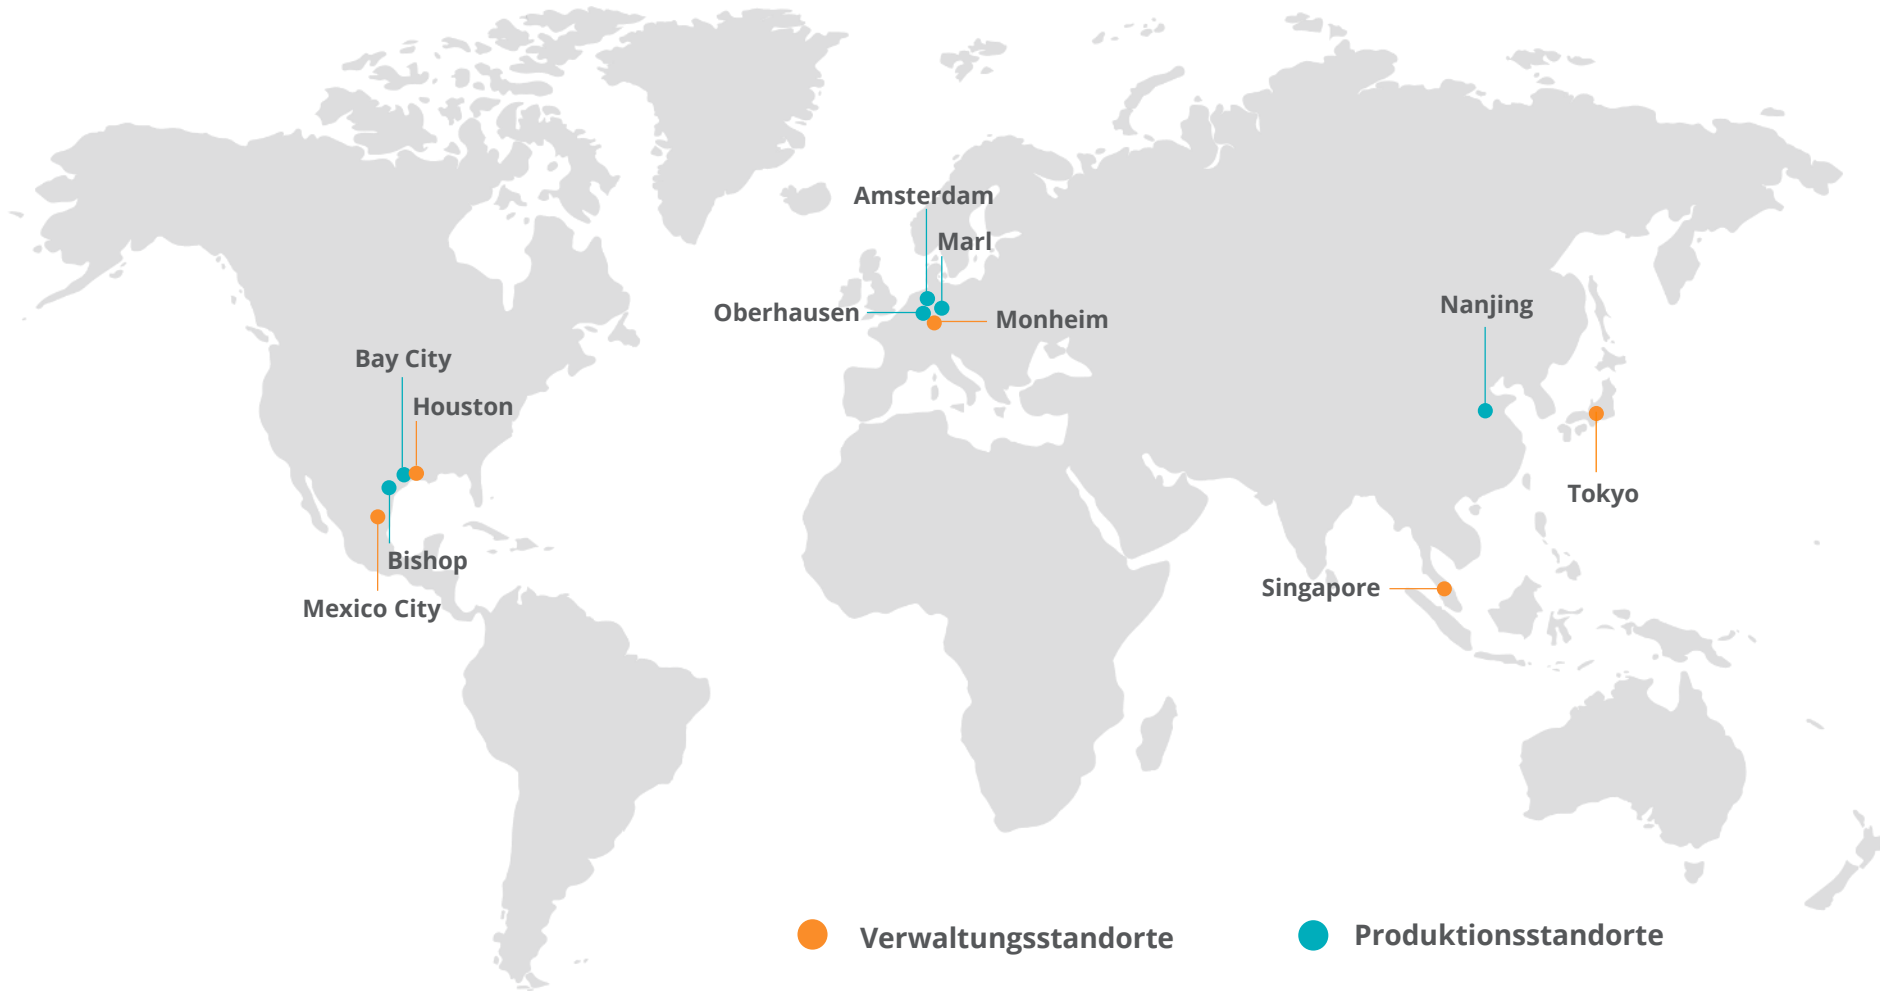 Amsterdam
Marl
Oberhausen
Monheim
Nanjing
Bay City
Houston
Tokyo
Bishop
Singapore
Mexico City
Verwaltungsstandorte
Produktionsstandorte